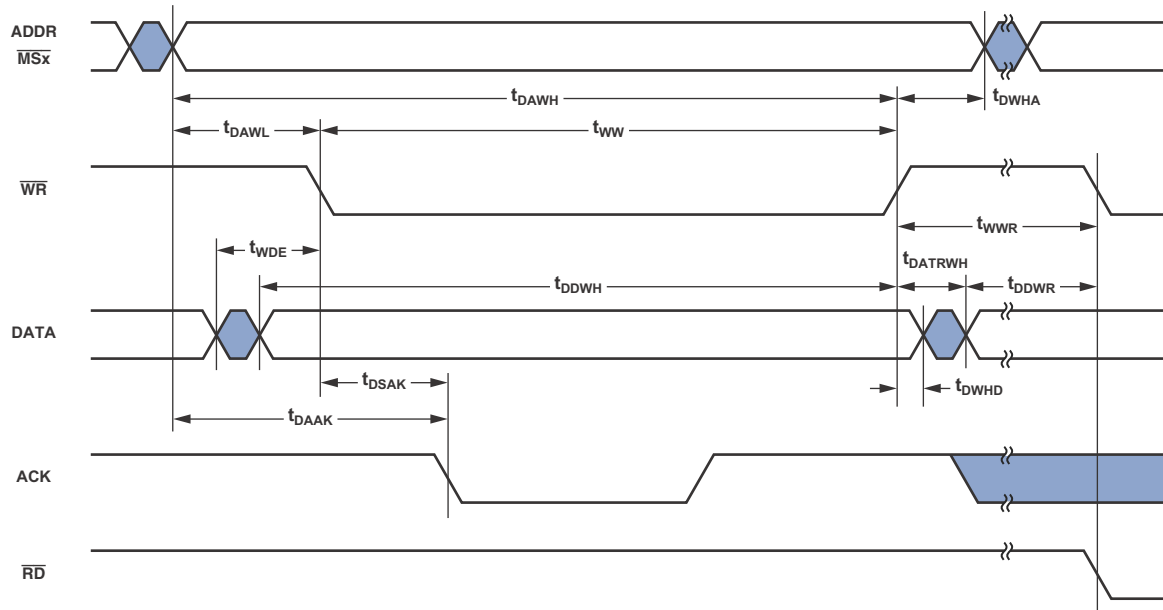 ADDR
MSx
tDAWH
tDWHA
tDAWL
tWW
WR
tWWR
tWDE
tDATRWH
tDDWH
tDDWR
DATA
tDSAK
tDWHD
tDAAK
ACK
RD